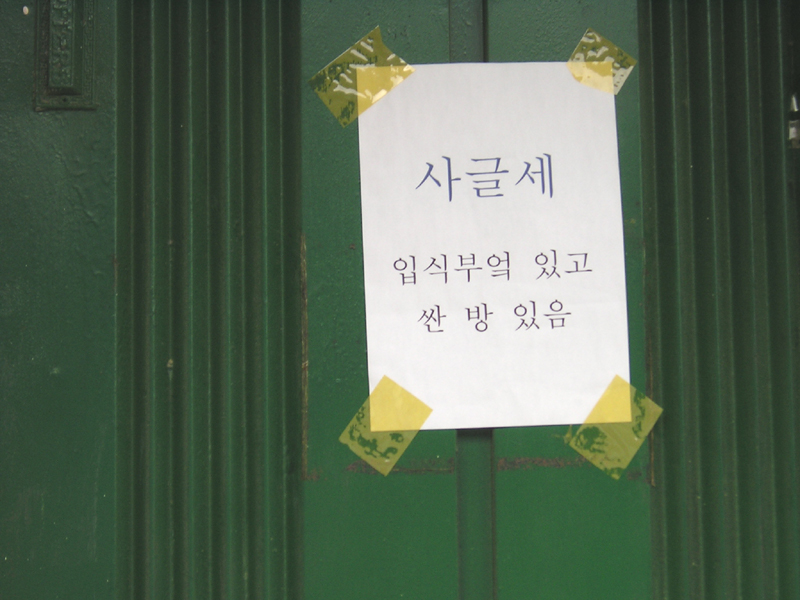 사글세
입식부엌 있고
싼 방 있음